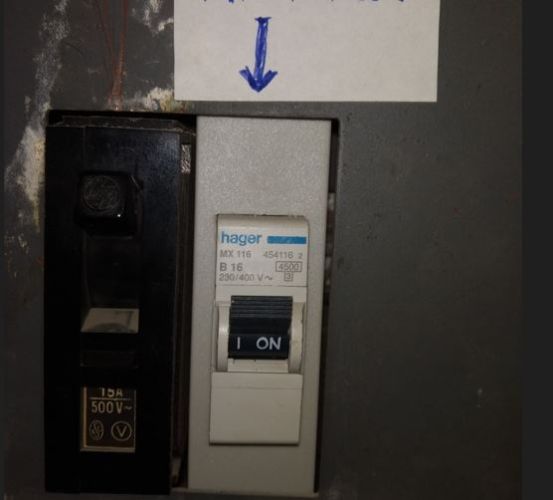 hager
MX 116 454116 2
B 16 4500
230/400 V~ 3
I ON
15A
500V~
V